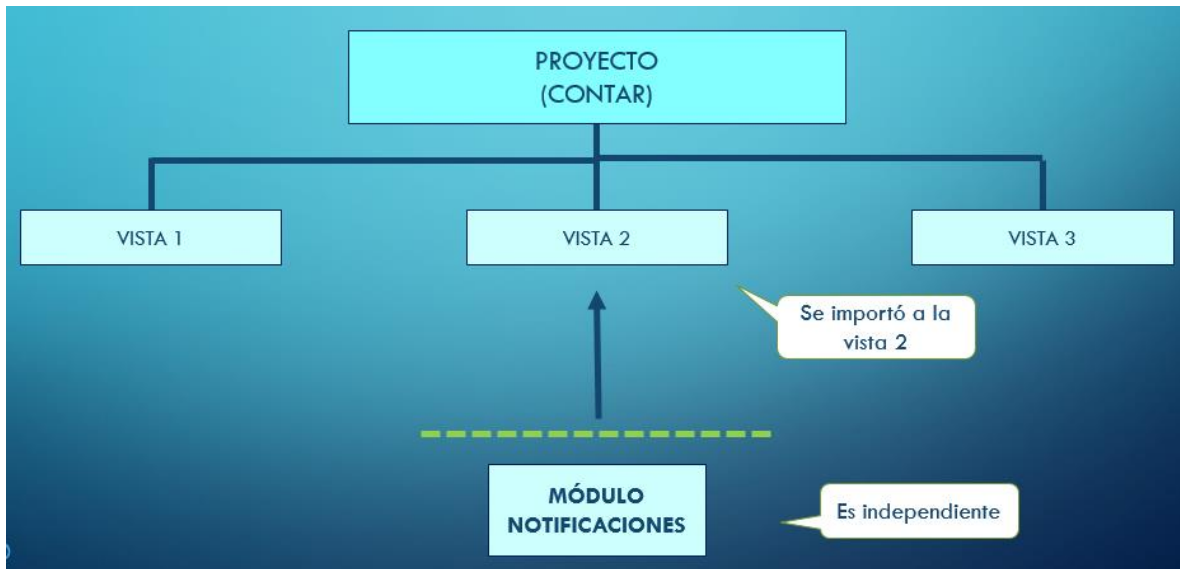 PROYECTO
(CONTAR)
VISTA 1
VISTA 2
VISTA 3
Se importó a la
vista 2
MÓDULO
NOTIFICACIONES
Es independiente